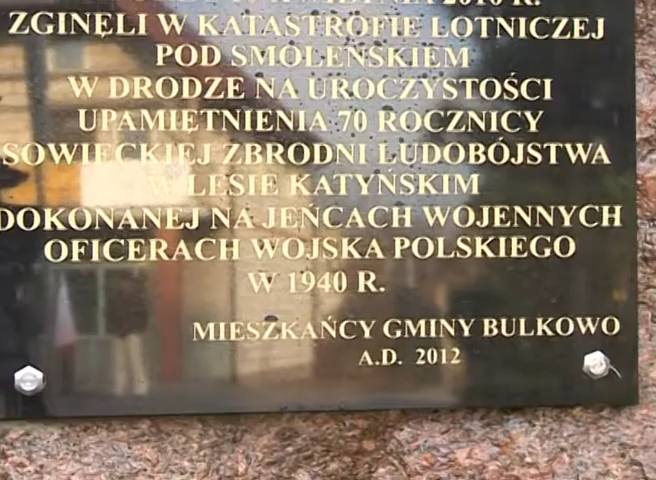 2010 R.
ZGINĘLI W KATASTROFIE LOTNICZEJ
POD SMOLEŃSKIEM
W DRODZE NA UROCZYSTOŚCI
UPAMIĘTNIENIA 70 ROCZNICY
SOWIECKIEJ ZBRODNI LUDOBÓJSTWA
W LESIE KATYŃSKIM
DOKONANEJ NA JEŃCACH WOJENNYCH
OFICERACH WOJSKA POLSKIEGO
W 1940 R.
MIESZKAŃCY GMINY BULKOWO
A.D. 2012